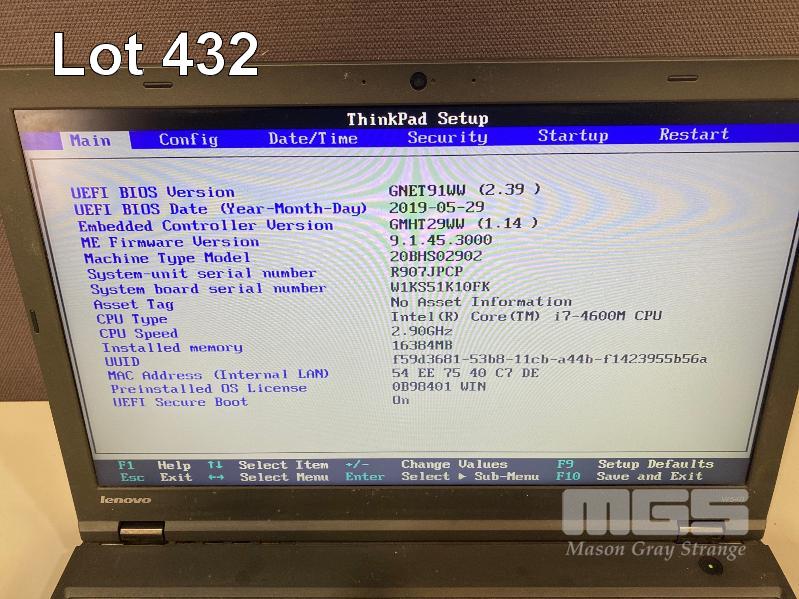 Lot 432
ThinkPad Setup
Main Config Date/Time Security Startup Restart
UEFI BIOS Version GNET91WW (2.39 )
UEFI BIOS Date (Year-Month-Day) 2019-05-29
Embedded Controller Version GMHT29WW (1.14 )
ME Firmware Version 9.1.45.3000
Machine Type Model 20BHS02902
System-unit serial number R907JPCP
System board serial number W1KS51K10FK
Asset Tag No Asset Information
CPU Type Intel(R) Core(TM) i7-4600M CPU
CPU Speed 2.90GHz
Installed memory 16384MB
UUID f59d3681-53b8-11cb-a44b-f1423955b56a
MAC Address (Internal LAN) 54 EE 75 40 C7 DE
Preinstalled OS License 0B98401 WIN
UEFI Secure Boot On
F1 Help ↑↓ Select Item +/- Change Values F9 Setup Defaults
Esc Exit ←→ Select Menu Enter Select ▶ Sub-Menu F10 Save and Exit
lenovo
MGS
Mason Gray Strange